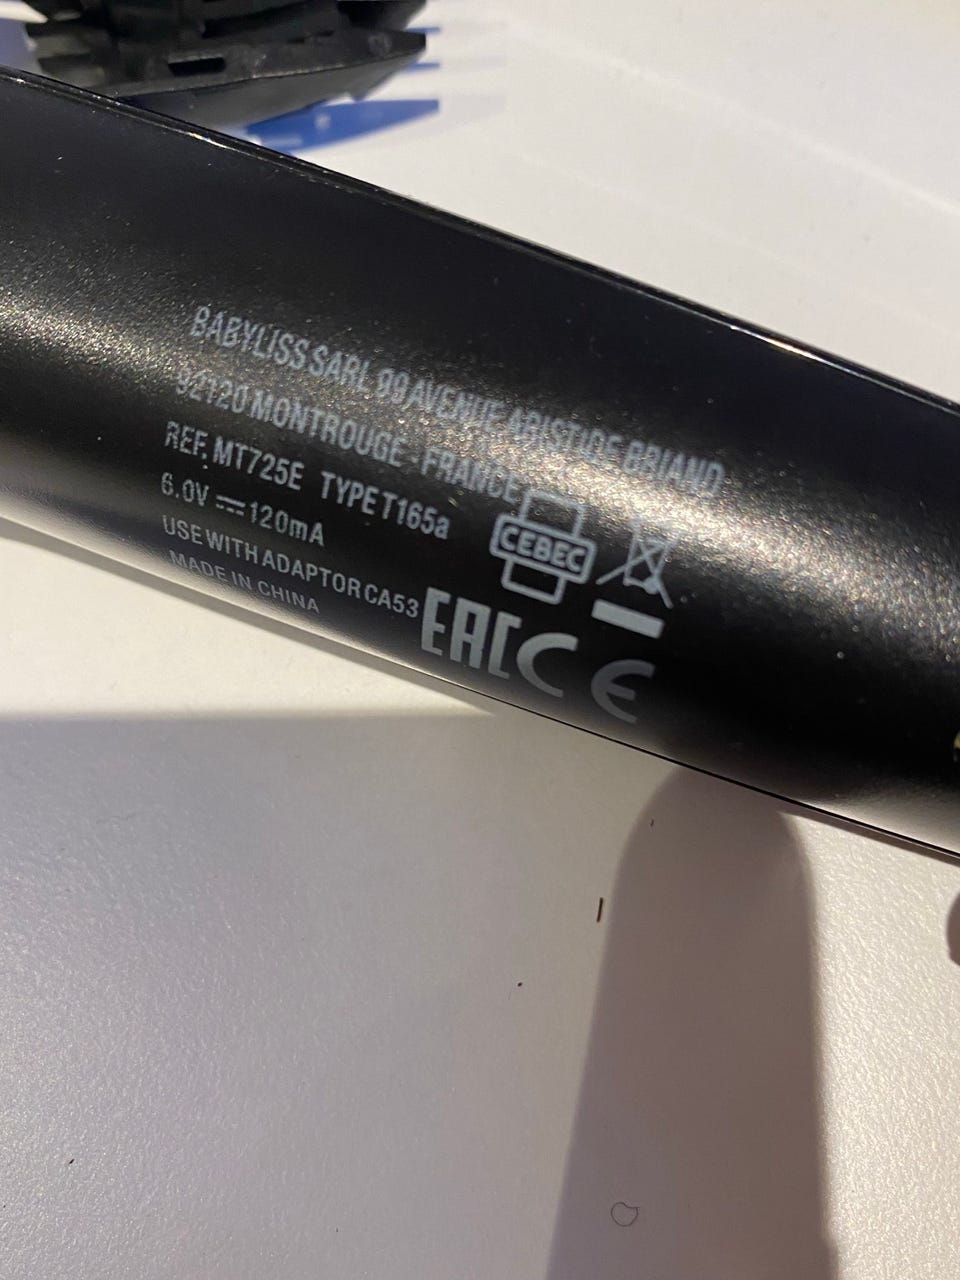 BABYLISS SARL 99 AVENUE ARISTIDE BRIAND
92120 MONTROUGE FRANCE
REF. MT725E TYPE T165a
6.0V ⎓ 120mA
USE WITH ADAPTOR CA53
MADE IN CHINA
CEBEC
EAC CE